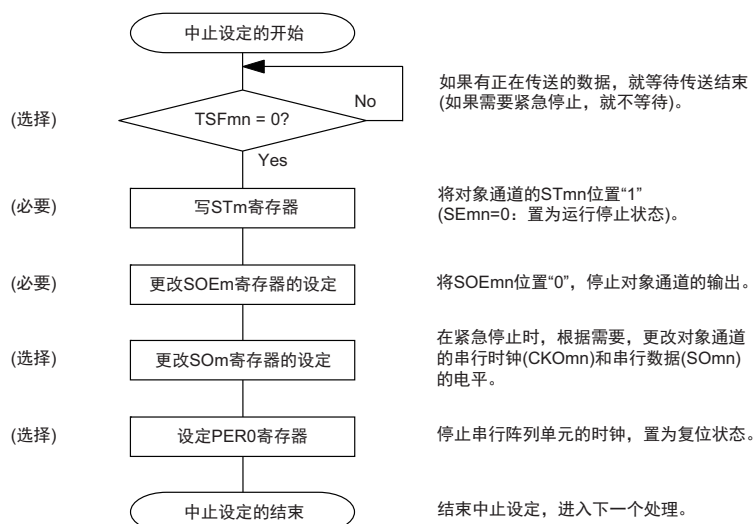 中止设定的开始
如果有正在传送的数据，就等待传送结束
(如果需要紧急停止，就不等待)。
(选择)
TSFmn = 0?
No
Yes
(必要)
写STm寄存器
将对象通道的STmn位置“1”
(SEmn=0：置为运行停止状态)。
(必要)
更改SOEm寄存器的设定
将SOEmn位置“0”，停止对象通道的输出。
(选择)
更改SOm寄存器的设定
在紧急停止时，根据需要，更改对象通道
的串行时钟(CKOmn)和串行数据(SOmn)
的电平。
(选择)
设定PER0寄存器
停止串行阵列单元的时钟，置为复位状态。
中止设定的结束
结束中止设定，进入下一个处理。